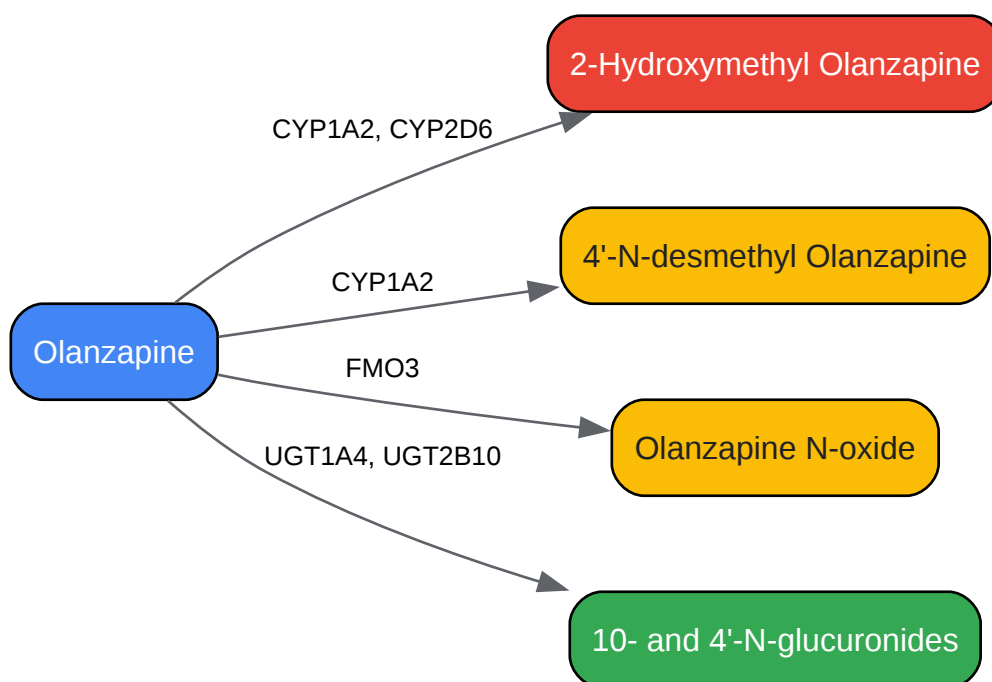 2-Hydroxymethyl Olanzapine
CYP1A2, CYP2D6
4'-N-desmethyl Olanzapine
CYP1A2
Olanzapine
FMO3
Olanzapine N-oxide
UGT1A4, UGT2B10
10- and 4'-N-glucuronides